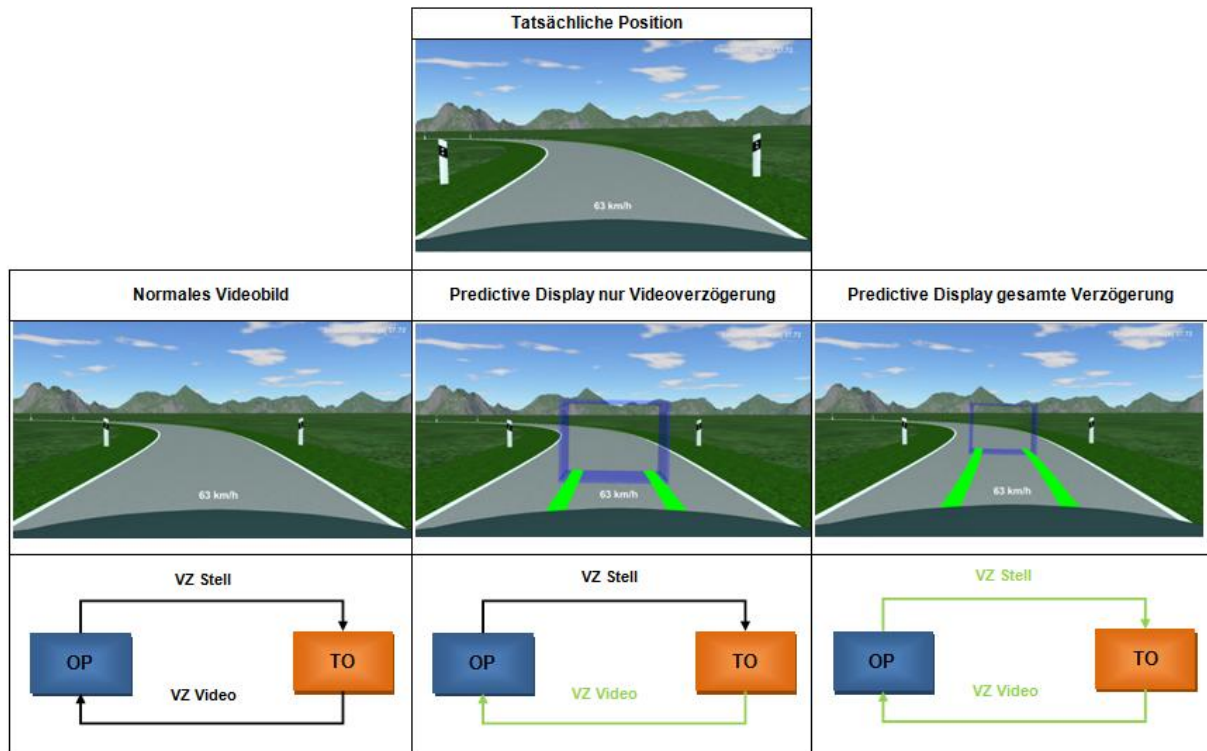 Tatsächliche Position
63 km/h
Normales Videobild
Predictive Display nur Videoverzögerung
Predictive Display gesamte Verzögerung
63 km/h
63 km/h
63 km/h
VZ Stell
OP
TO
VZ Video
VZ Stell
OP
TO
VZ Video
VZ Stell
OP
TO
VZ Video